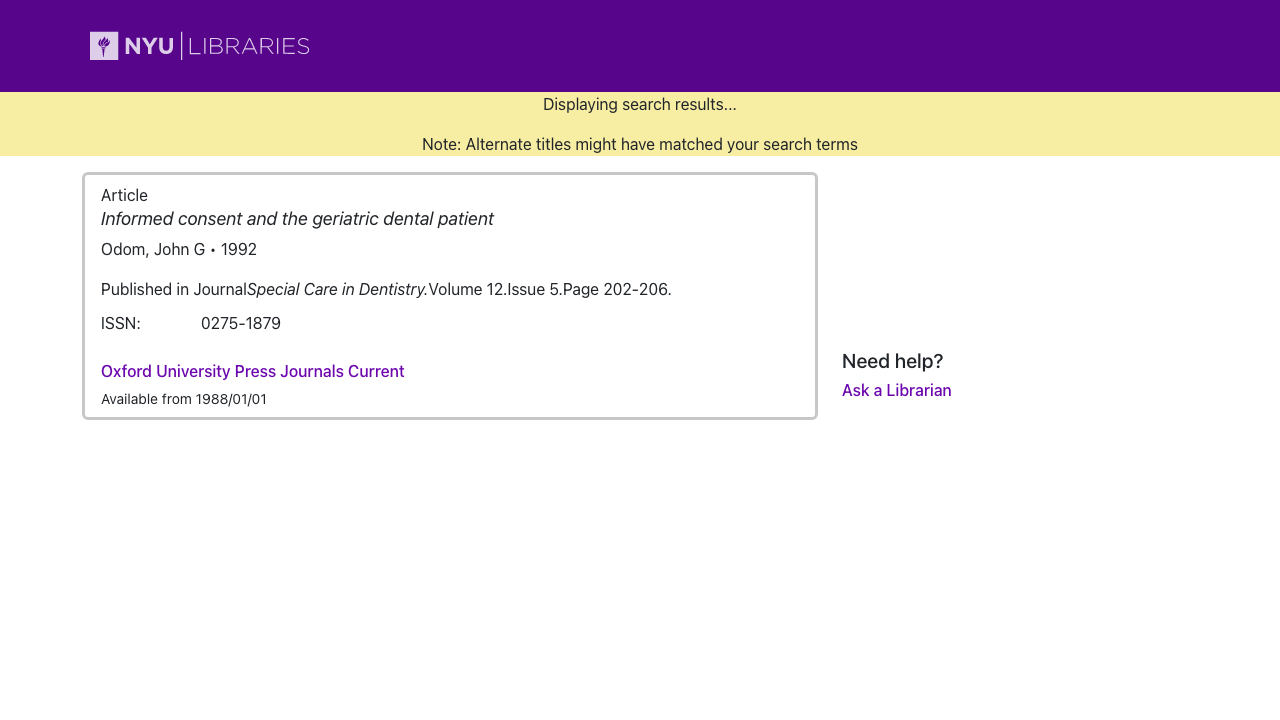 NYU LIBRARIES
Displaying search results...
Note: Alternate titles might have matched your search terms
Article
Informed consent and the geriatric dental patient
Odom, John G • 1992
Published in JournalSpecial Care in Dentistry.Volume 12.Issue 5.Page 202-206.
ISSN: 0275-1879
Oxford University Press Journals Current
Available from 1988/01/01
Need help?
Ask a Librarian